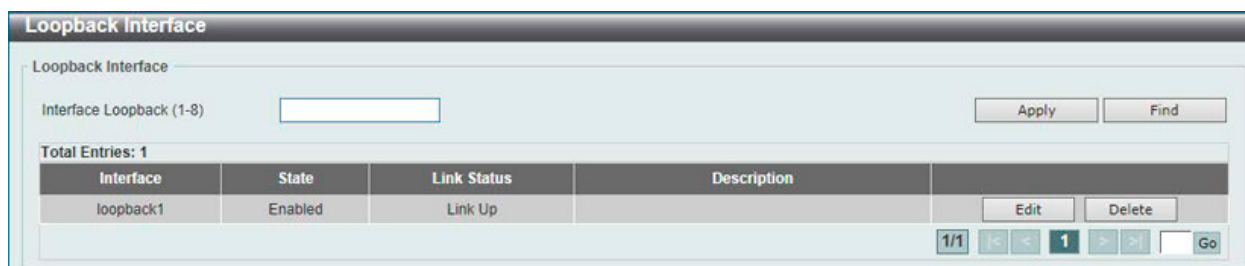 Loopback Interface
Loopback Interface
Interface Loopback (1-8) Apply Find
Total Entries: 1
Interface State Link Status Description
loopback1 Enabled Link Up Edit Delete
1/1 |< < 1 > >| Go